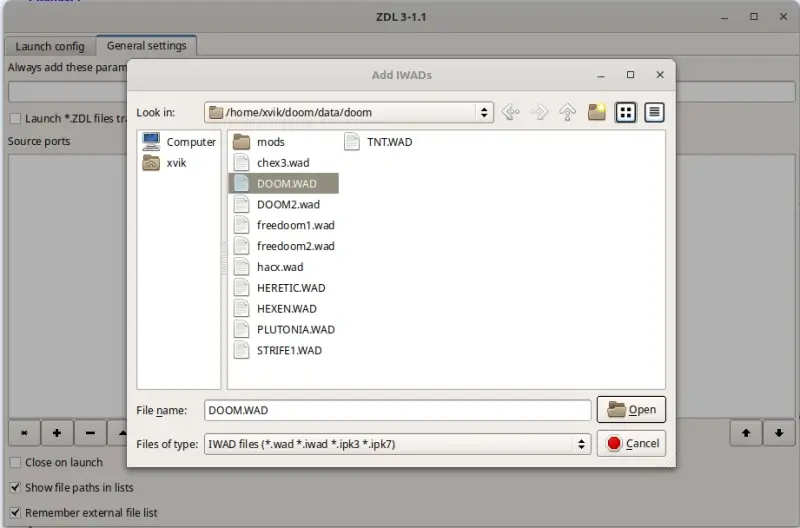 ZDL 3-1.1
Launch config
General settings
Always add these param
Add IWADs
Look in:
/home/xvik/doom/data/doom
Launch *.ZDL files tr
Source ports
Computer
xvik
mods
chex3.wad
DOOM.WAD
DOOM2.wad
freedoom1.wad
freedoom2.wad
hacx.wad
HERETIC.WAD
HEXEN.WAD
PLUTONIA.WAD
STRIFE1.WAD
TNT.WAD
File name:
DOOM.WAD
Open
Files of type:
IWAD files (*.wad *.iwad *.ipk3 *.ipk7)
Cancel
Close on launch
Show file paths in lists
Remember external file list